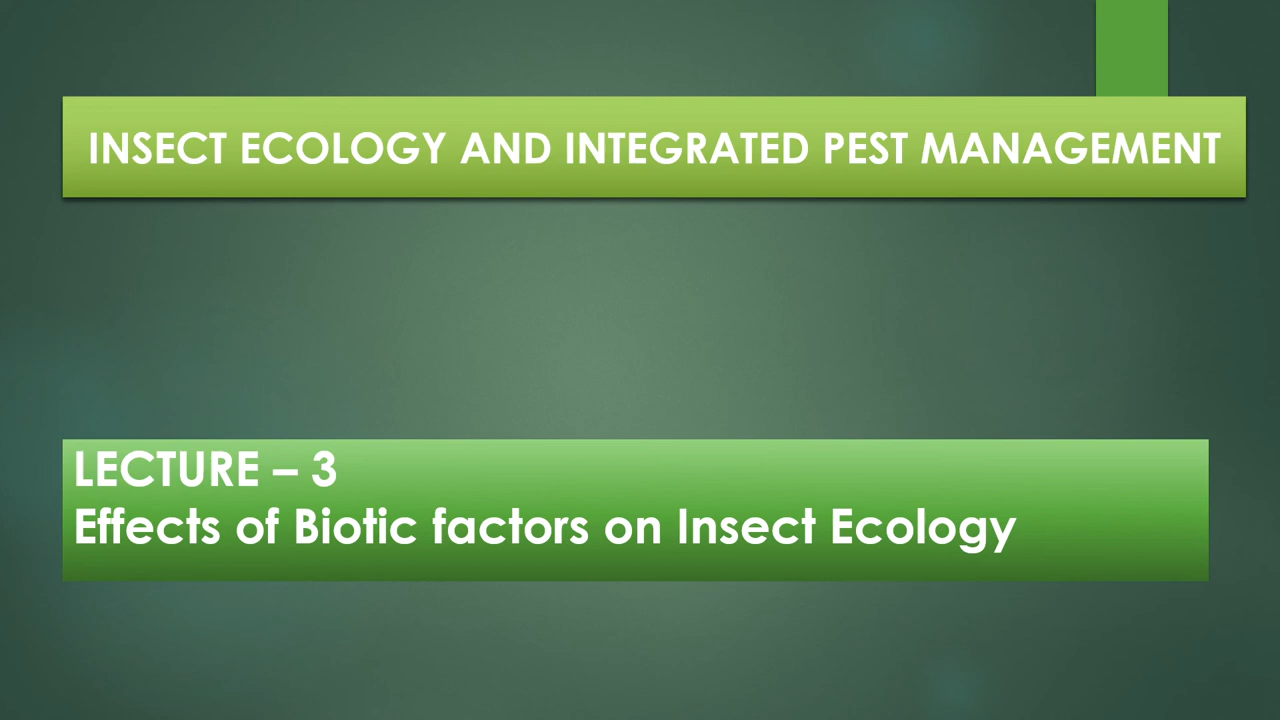 INSECT ECOLOGY AND INTEGRATED PEST MANAGEMENT
LECTURE – 3
Effects of Biotic factors on Insect Ecology